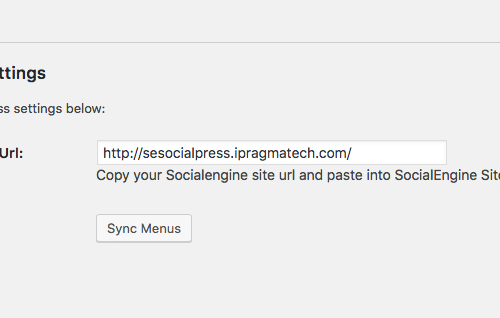 ttings
ss settings below:
Url: http://sesocialpress.ipragmatech.com/
Copy your Socialengine site url and paste into SocialEngine Site
Sync Menus